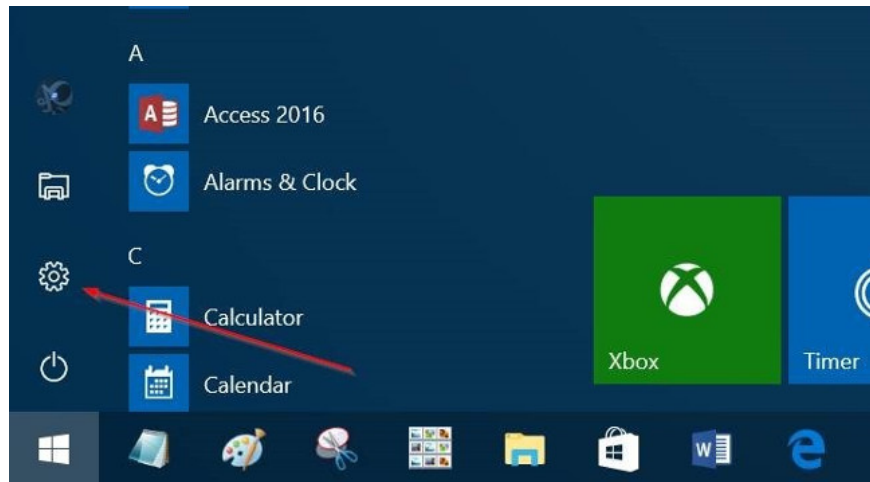 A
Access 2016
Alarms & Clock
C
Calculator
Calendar
Xbox
Timer